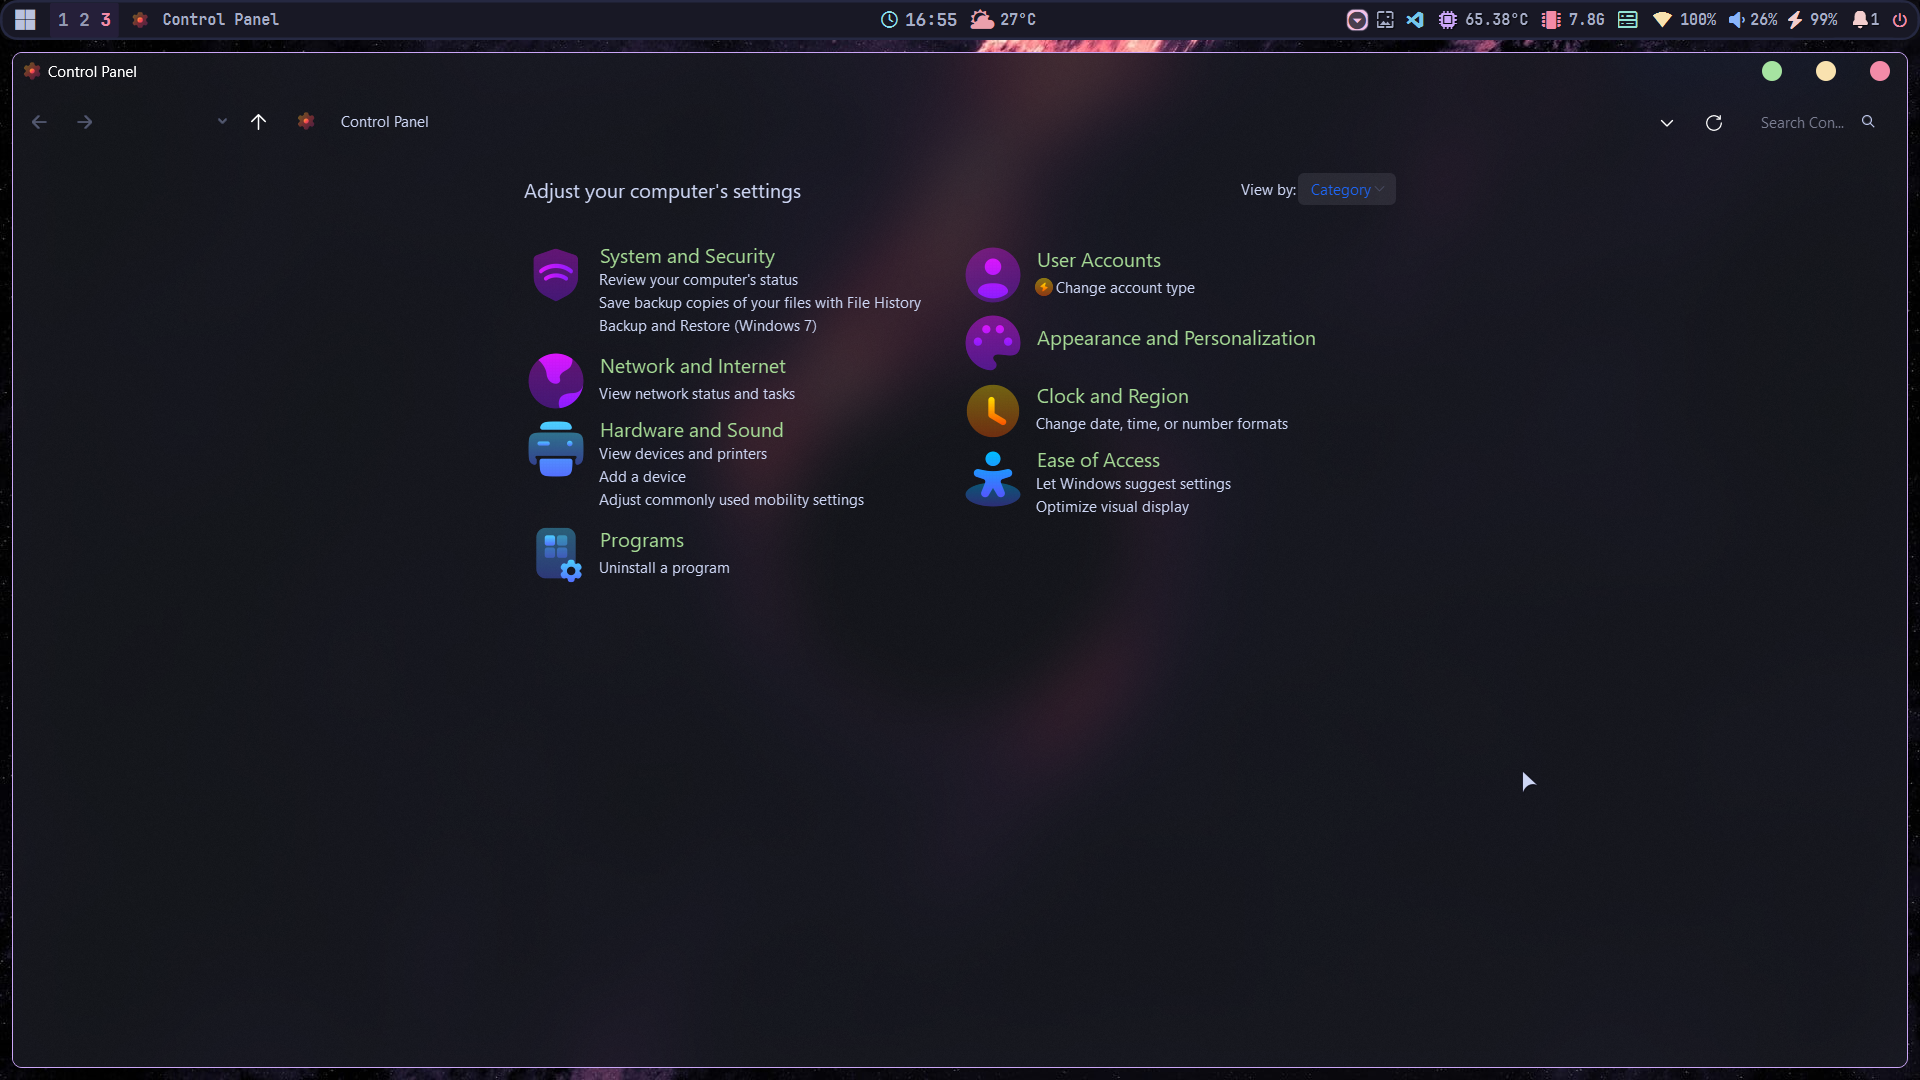 1 2 3 Control Panel 16:55 27°C 65.38°C 7.8G 100% 26% 99% 1
Control Panel
Control Panel Search Con...
Adjust your computer's settings
View by: Category
System and Security
Review your computer's status
Save backup copies of your files with File History
Backup and Restore (Windows 7)
Network and Internet
View network status and tasks
Hardware and Sound
View devices and printers
Add a device
Adjust commonly used mobility settings
Programs
Uninstall a program
User Accounts
Change account type
Appearance and Personalization
Clock and Region
Change date, time, or number formats
Ease of Access
Let Windows suggest settings
Optimize visual display